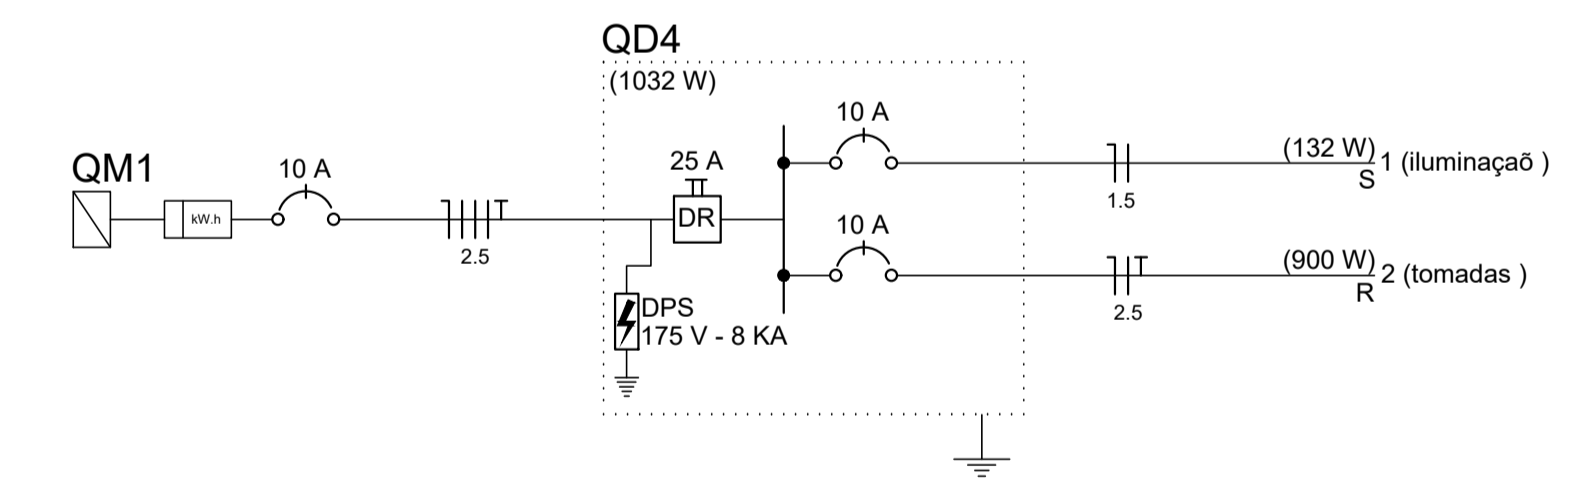 QD4
(1032 W)
QM1
kW.h
10 A
2.5
25 A
DR
DPS
175 V - 8 KA
10 A
1.5
(132 W)
S
1 (iluminaçaõ )
10 A
2.5
(900 W)
R
2 (tomadas )